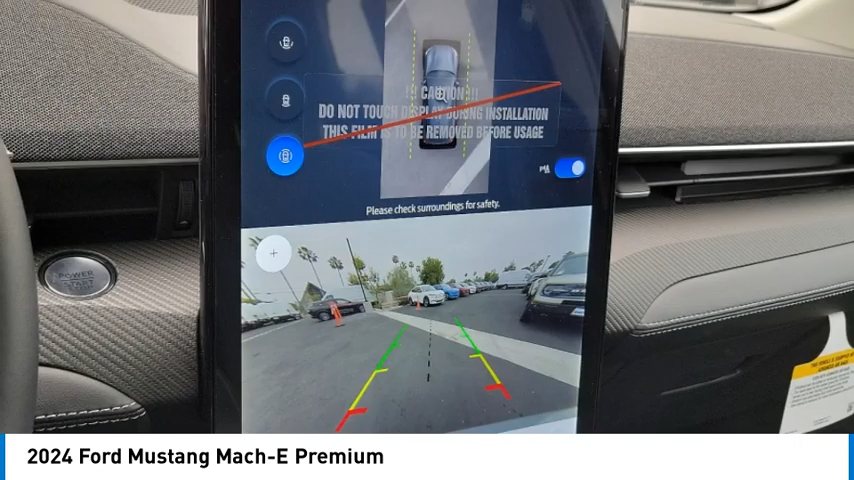 !!! CAUTION !!!
DO NOT TOUCH DISPLAY DURING INSTALLATION
THIS FILM IS TO BE REMOVED BEFORE USAGE
Please check surroundings for safety.
POWER
START
2024 Ford Mustang Mach-E Premium